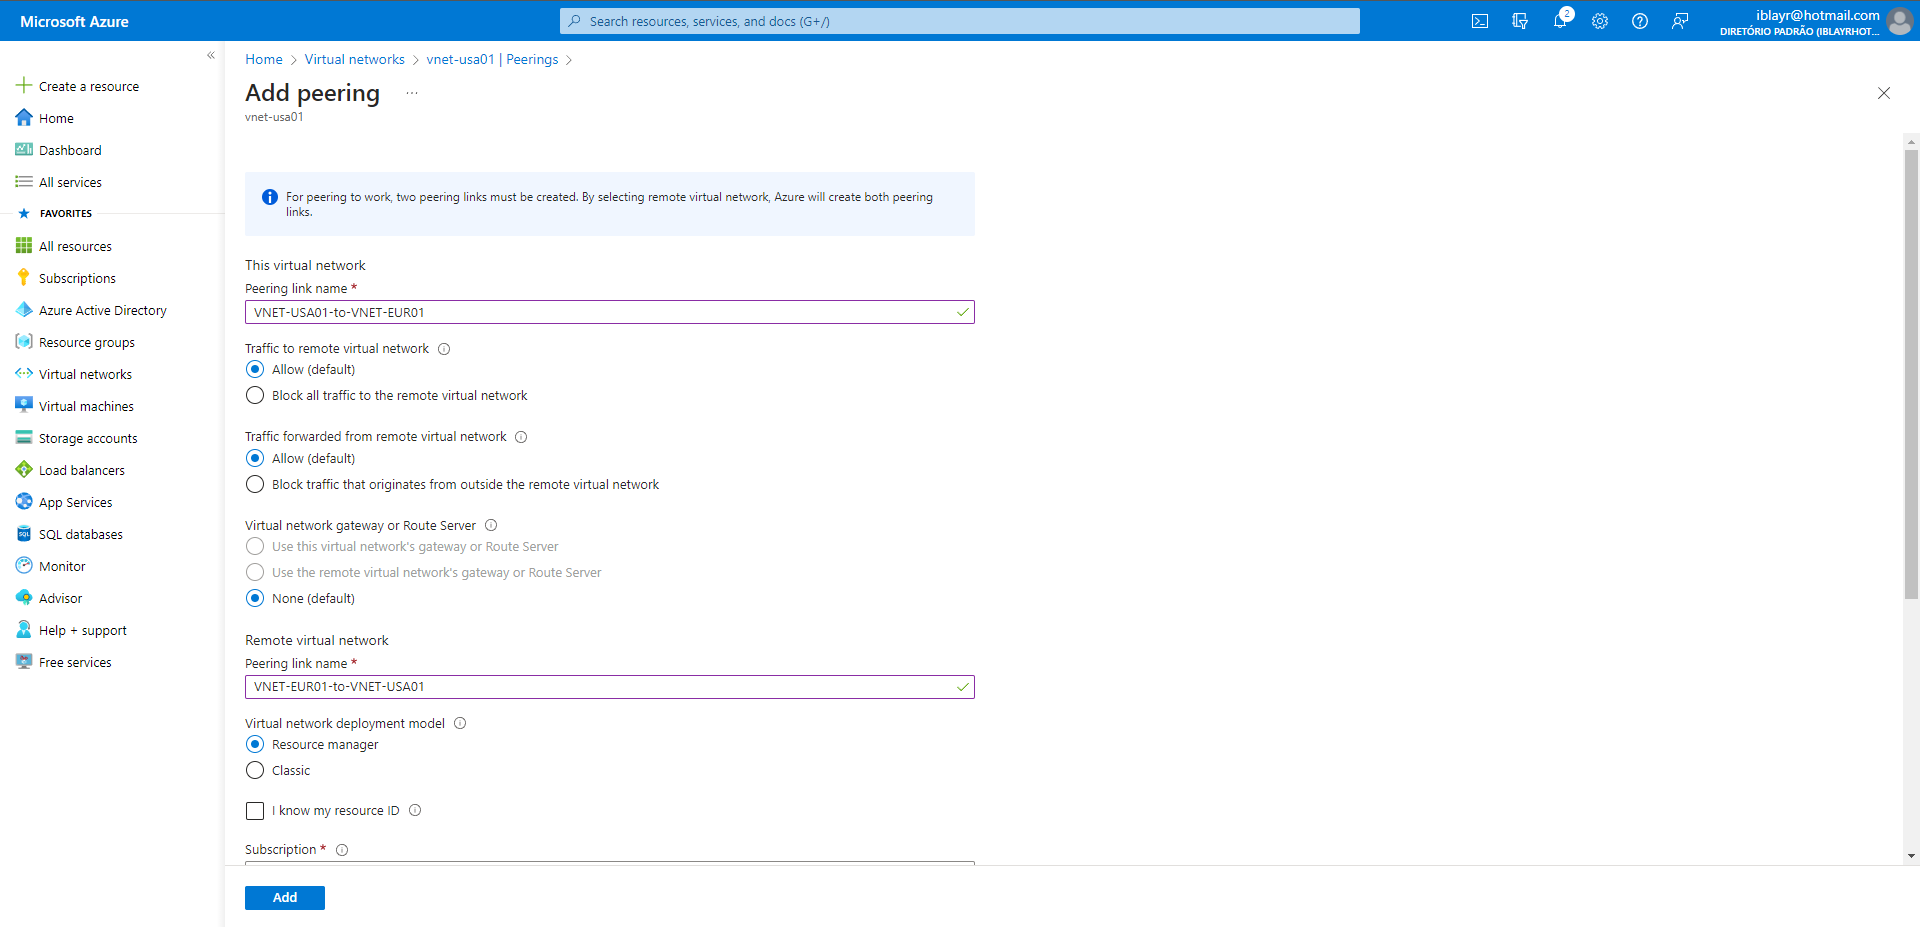 Microsoft Azure
Search resources, services, and docs (G+/)
2
iblayr@hotmail.com
DIRETÓRIO PADRÃO (IBLAYRHOT...
«
Create a resource
Home
Dashboard
All services
FAVORITES
All resources
Subscriptions
Azure Active Directory
Resource groups
Virtual networks
Virtual machines
Storage accounts
Load balancers
App Services
SQL databases
Monitor
Advisor
Help + support
Free services
Home > Virtual networks > vnet-usa01 | Peerings >
Add peering ...
vnet-usa01
For peering to work, two peering links must be created. By selecting remote virtual network, Azure will create both peering
links.
This virtual network
Peering link name *
VNET-USA01-to-VNET-EUR01
Traffic to remote virtual network
Allow (default)
Block all traffic to the remote virtual network
Traffic forwarded from remote virtual network
Allow (default)
Block traffic that originates from outside the remote virtual network
Virtual network gateway or Route Server
Use this virtual network's gateway or Route Server
Use the remote virtual network's gateway or Route Server
None (default)
Remote virtual network
Peering link name *
VNET-EUR01-to-VNET-USA01
Virtual network deployment model
Resource manager
Classic
I know my resource ID
Subscription *
Add